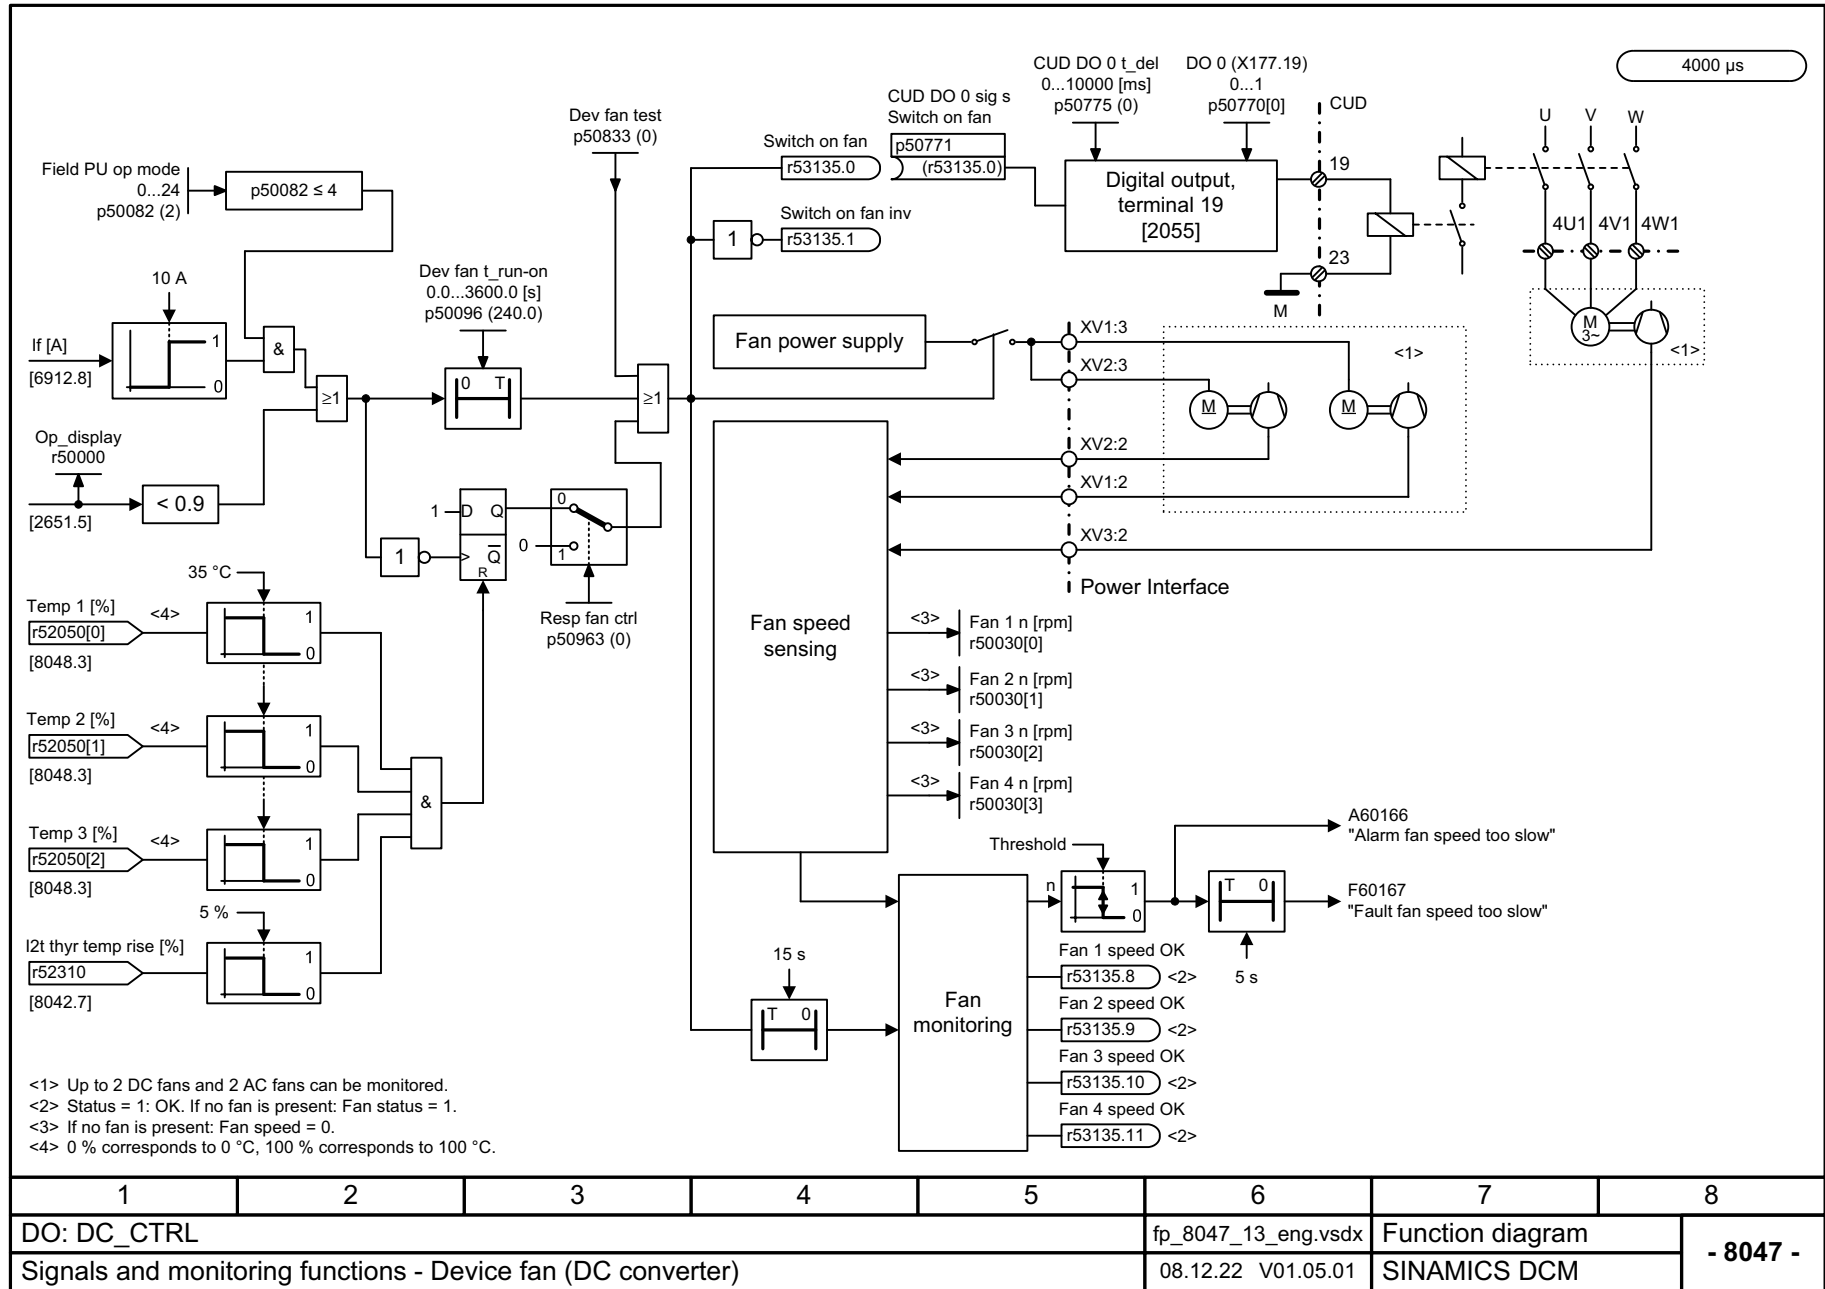 4000 µs
CUD DO 0 t_del
0...10000 [ms]
p50775 (0)
DO 0 (X177.19)
0...1
p50770[0]
CUD
U
V
W
CUD DO 0 sig s
Switch on fan
p50771
(r53135.0)
Dev fan test
p50833 (0)
Switch on fan
r53135.0
Switch on fan inv
1
r53135.1
Digital output,
terminal 19
[2055]
19
23
M
4U1
4V1
4W1
M
3~
<1>
Field PU op mode
0...24
p50082 (2)
p50082 ≤ 4
10 A
If [A]
[6912.8]
1
0
&
≥1
Dev fan t_run-on
0.0...3600.0 [s]
p50096 (240.0)
0 T
≥1
Op_display
r50000
[2651.5]
< 0.9
1
1
D Q
> Q
R
0
0
1
Resp fan ctrl
p50963 (0)
Fan power supply
XV1:3
XV2:3
<1>
M
M
XV2:2
XV1:2
XV3:2
Power Interface
35 °C
Temp 1 [%]
<4>
r52050[0]
[8048.3]
1
0
Temp 2 [%]
<4>
r52050[1]
[8048.3]
1
0
Temp 3 [%]
<4>
r52050[2]
[8048.3]
1
0
5 %
I2t thyr temp rise [%]
r52310
[8042.7]
1
0
&
Fan speed
sensing
<3>
Fan 1 n [rpm]
r50030[0]
<3>
Fan 2 n [rpm]
r50030[1]
<3>
Fan 3 n [rpm]
r50030[2]
<3>
Fan 4 n [rpm]
r50030[3]
Threshold
n
1
0
T 0
5 s
A60166
"Alarm fan speed too slow"
F60167
"Fault fan speed too slow"
15 s
T 0
Fan
monitoring
Fan 1 speed OK
r53135.8 <2>
Fan 2 speed OK
r53135.9 <2>
Fan 3 speed OK
r53135.10 <2>
Fan 4 speed OK
r53135.11 <2>
<1> Up to 2 DC fans and 2 AC fans can be monitored.
<2> Status = 1: OK. If no fan is present: Fan status = 1.
<3> If no fan is present: Fan speed = 0.
<4> 0 % corresponds to 0 °C, 100 % corresponds to 100 °C.
1 2 3 4 5 6 7 8
DO: DC_CTRL
fp_8047_13_eng.vsdx
Function diagram
- 8047 -
Signals and monitoring functions - Device fan (DC converter)
08.12.22 V01.05.01
SINAMICS DCM